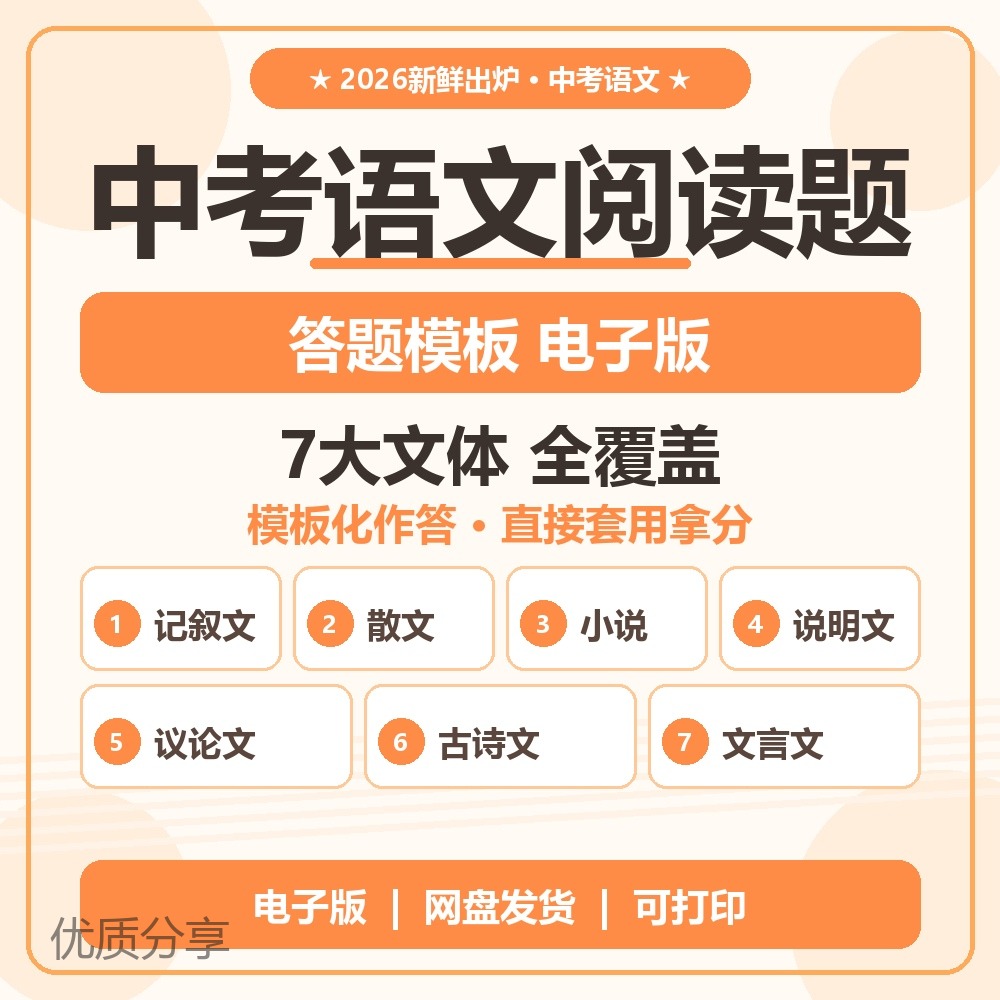 ★ 2026新鲜出炉·中考语文 ★
中考语文阅读题
答题模板 电子版
7大文体 全覆盖
模板化作答·直接套用拿分
1 记叙文 2 散文 3 小说 4 说明文
5 议论文 6 古诗文 7 文言文
电子版 | 网盘发货 | 可打印
优质分享